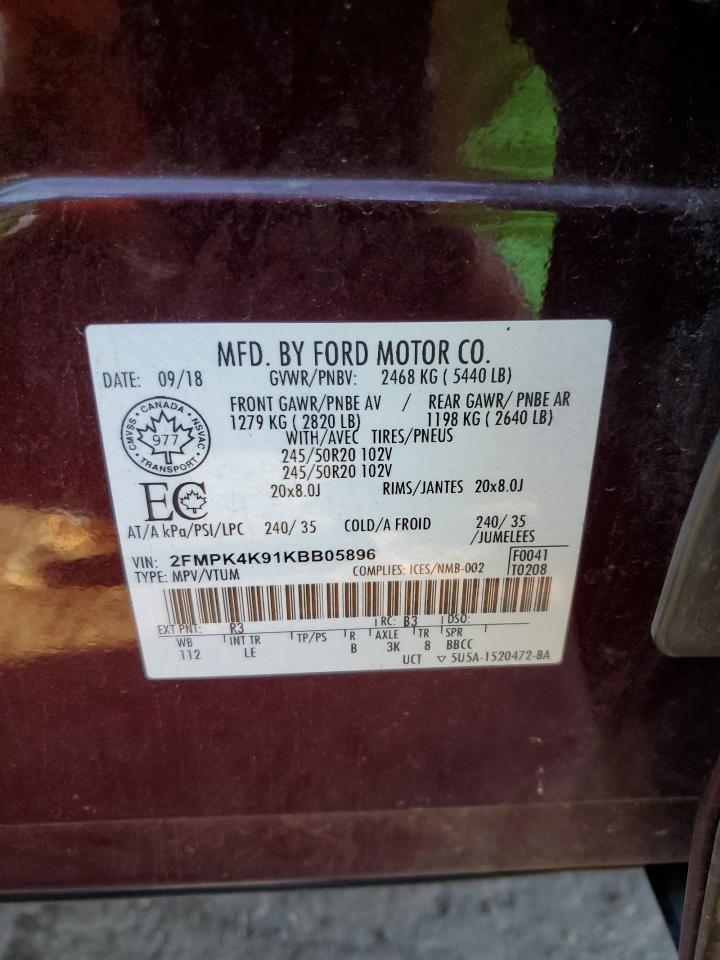 MFD. BY FORD MOTOR CO.
DATE: 09/18 GVWR/PNBV: 2468 KG ( 5440 LB)
FRONT GAWR/PNBE AV / REAR GAWR/ PNBE AR
1279 KG ( 2820 LB) 1198 KG ( 2640 LB)
WITH/AVEC TIRES/PNEUS
245/50R20 102V
245/50R20 102V
20x8.0J RIMS/JANTES 20x8.0J
CANADA
CMVSS NSVAC
977
TRANSPORT
EC
AT/A kPa/PSI/LPC 240/ 35 COLD/A FROID 240/ 35
/JUMELEES
VIN: 2FMPK4K91KBB05896 F0041
TYPE: MPV/VTUM COMPLIES: ICES/NMB-002 T0208
EXT PNT: R3 RC: B3 DSO:
WB INT TR TP/PS R AXLE TR SPR
112 LE B 3K 8 BBCC
UCT ▽ 5U5A-1520472-BA